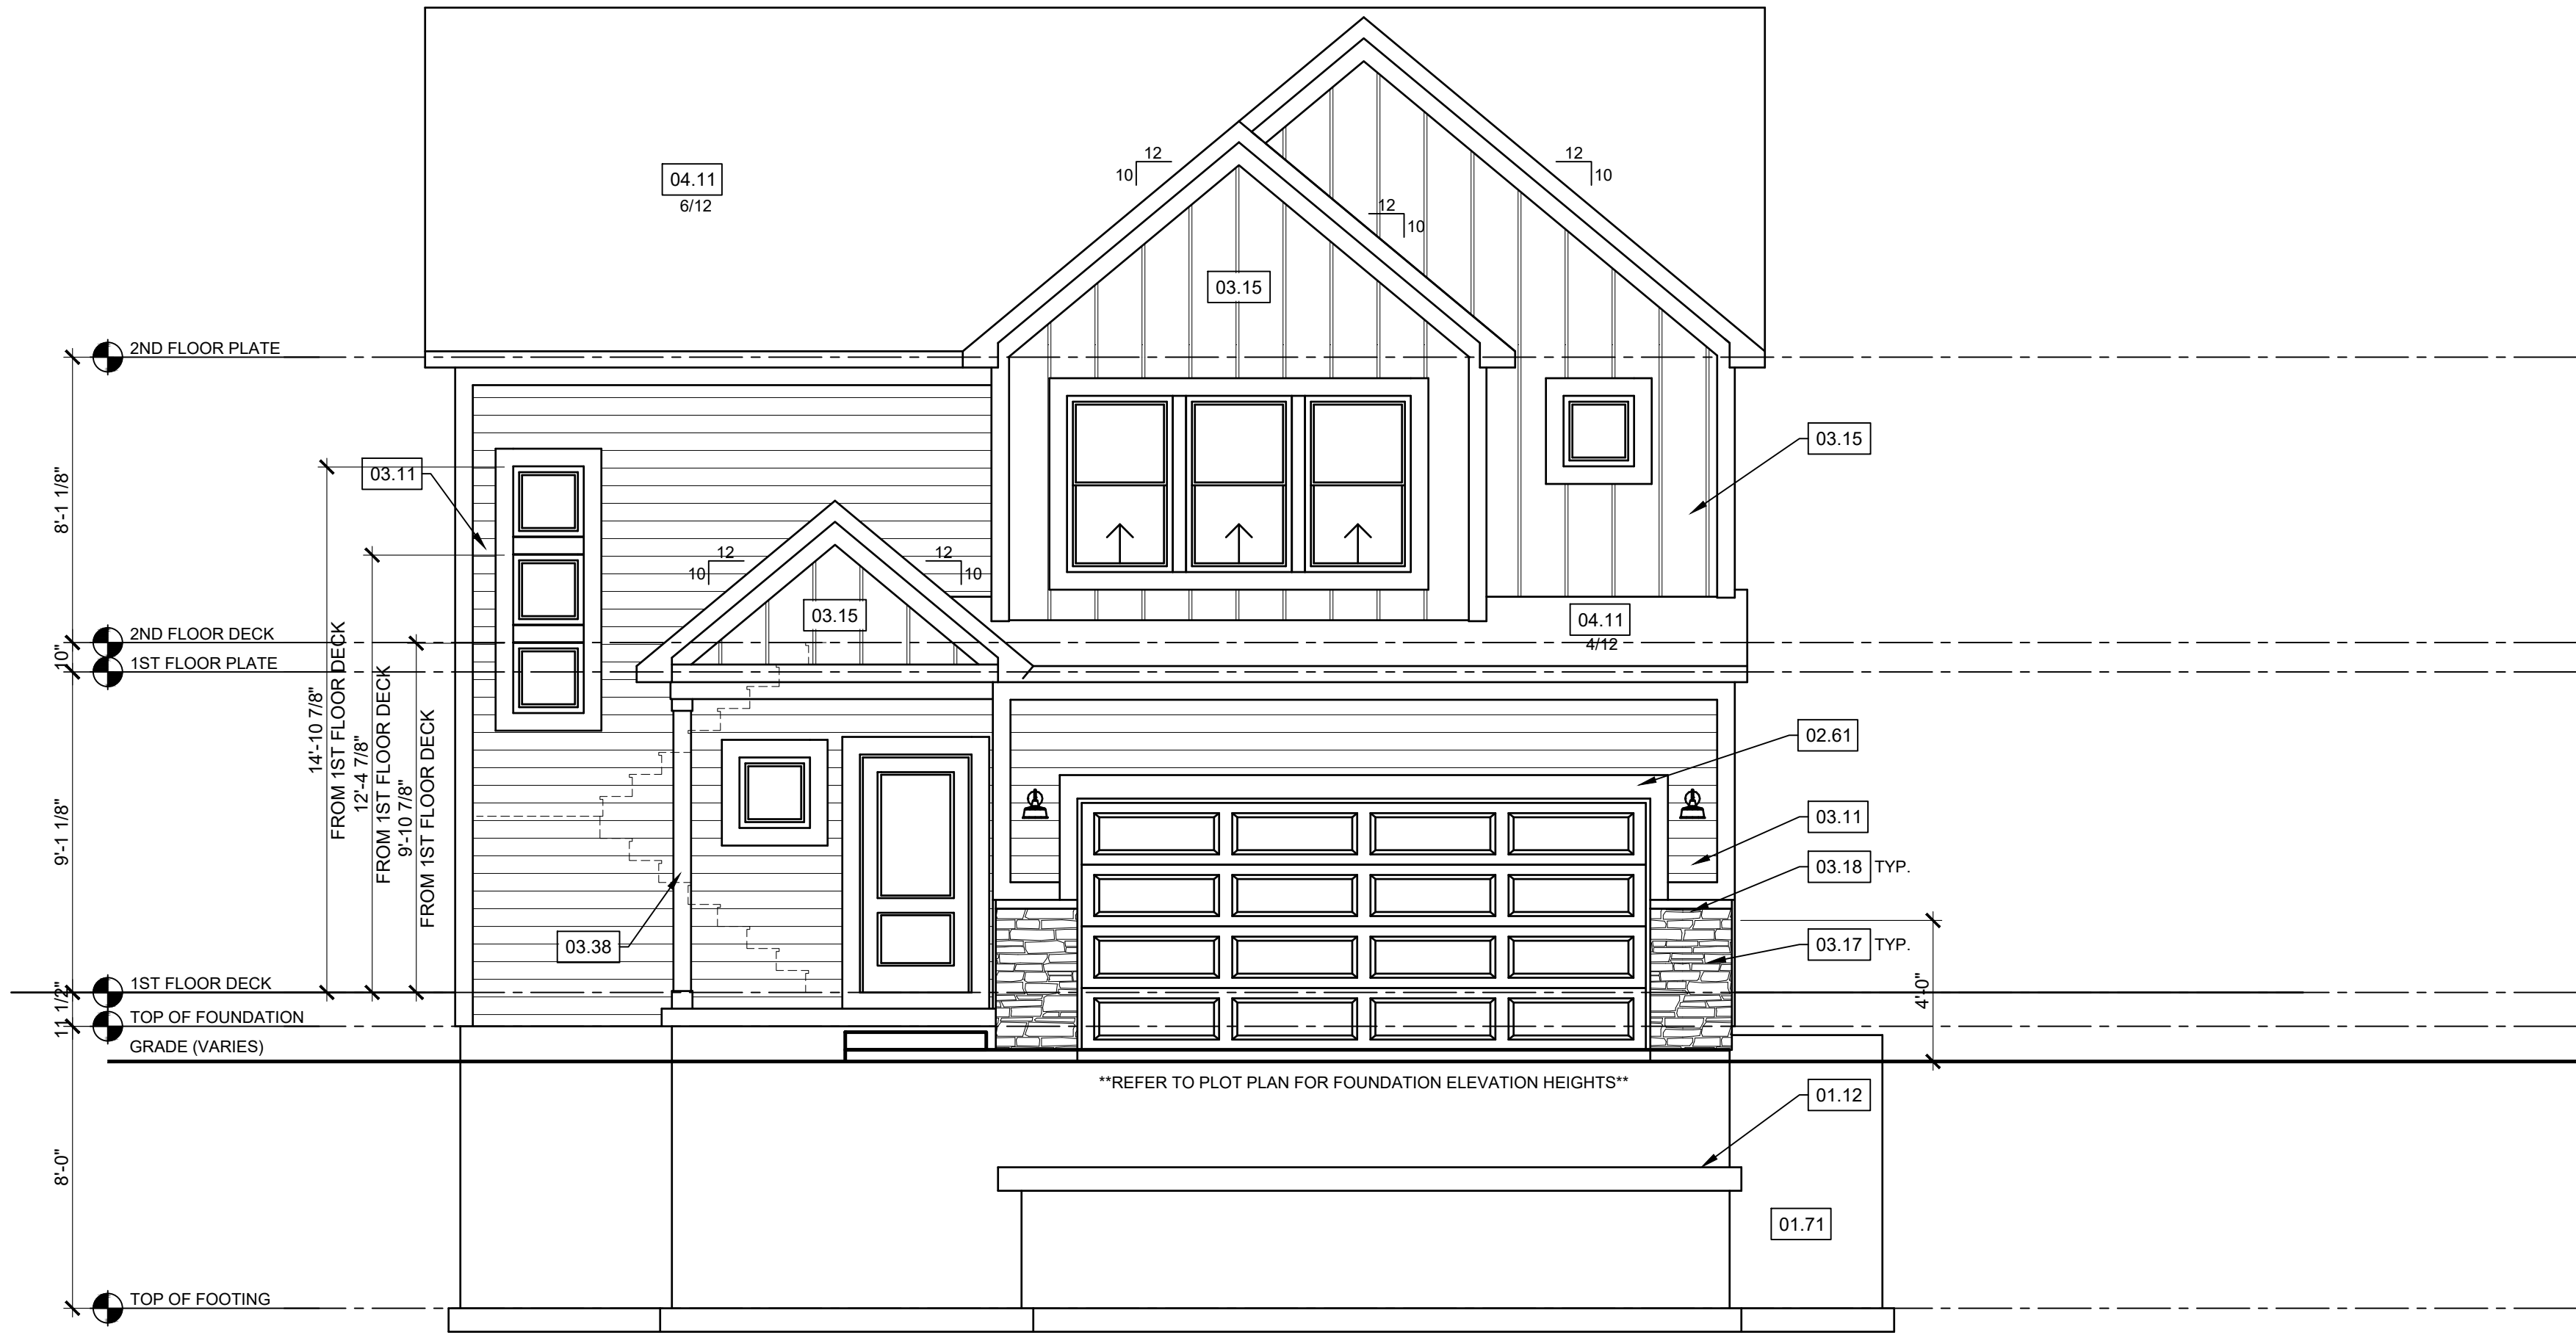 04.11
6/12
12
10
12
10
12
10
03.15
2ND FLOOR PLATE
03.15
03.11
8'-1 1/8"
12
10
12
10
03.15
04.11
4/12
2ND FLOOR DECK
10"
1ST FLOOR PLATE
14'-10 7/8"
FROM 1ST FLOOR DECK
12'-4 7/8"
FROM 1ST FLOOR DECK
9'-10 7/8"
FROM 1ST FLOOR DECK
02.61
9'-1 1/8"
03.11
03.18 TYP.
03.38
03.17 TYP.
1ST FLOOR DECK
4'-0"
11 1/2"
TOP OF FOUNDATION
GRADE (VARIES)
**REFER TO PLOT PLAN FOR FOUNDATION ELEVATION HEIGHTS**
01.12
8'-0"
01.71
TOP OF FOOTING